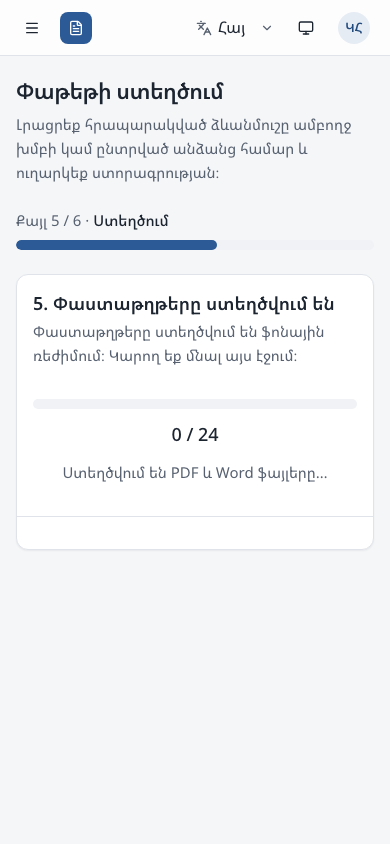 Հայ
ԿՀ
Փաթեթի ստեղծում
Լրացրեք հրապարակված ձևանմուշը ամբողջ
խմբի կամ ընտրված անձանց համար և
ուղարկեք ստորագրության։
Քայլ 5 / 6 · Ստեղծում
5. Փաստաթղթերը ստեղծվում են
Փաստաթղթերը ստեղծվում են ֆոնային
ռեժիմում։ Կարող եք մնալ այս էջում։
0 / 24
Ստեղծվում են PDF և Word ֆայլերը...